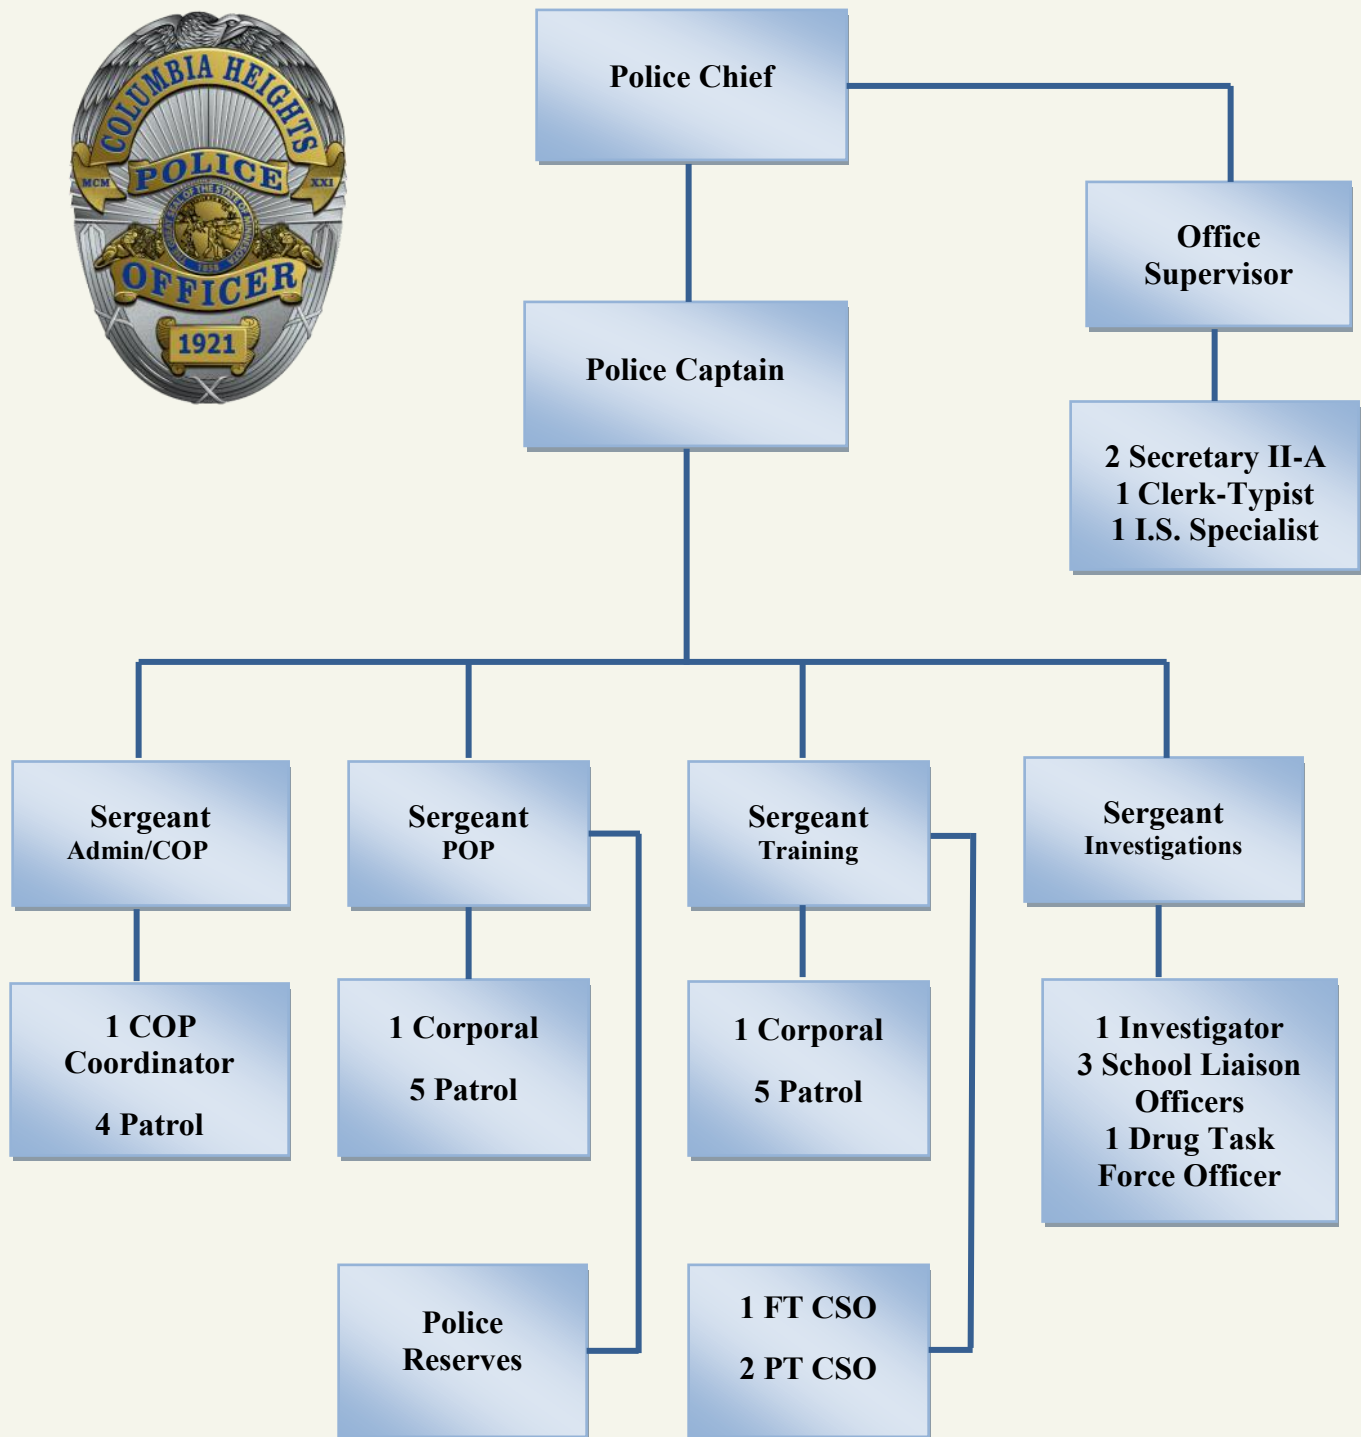 COLUMBIA HEIGHTS
MCM
POLICE
XXI
OFFICER
1921
Police Chief
Office
Supervisor
Police Captain
2 Secretary II-A
1 Clerk-Typist
1 I.S. Specialist
Sergeant
Admin/COP
Sergeant
POP
Sergeant
Training
Sergeant
Investigations
1 COP
Coordinator
4 Patrol
1 Corporal
5 Patrol
1 Corporal
5 Patrol
1 Investigator
3 School Liaison
Officers
1 Drug Task
Force Officer
Police
Reserves
1 FT CSO
2 PT CSO